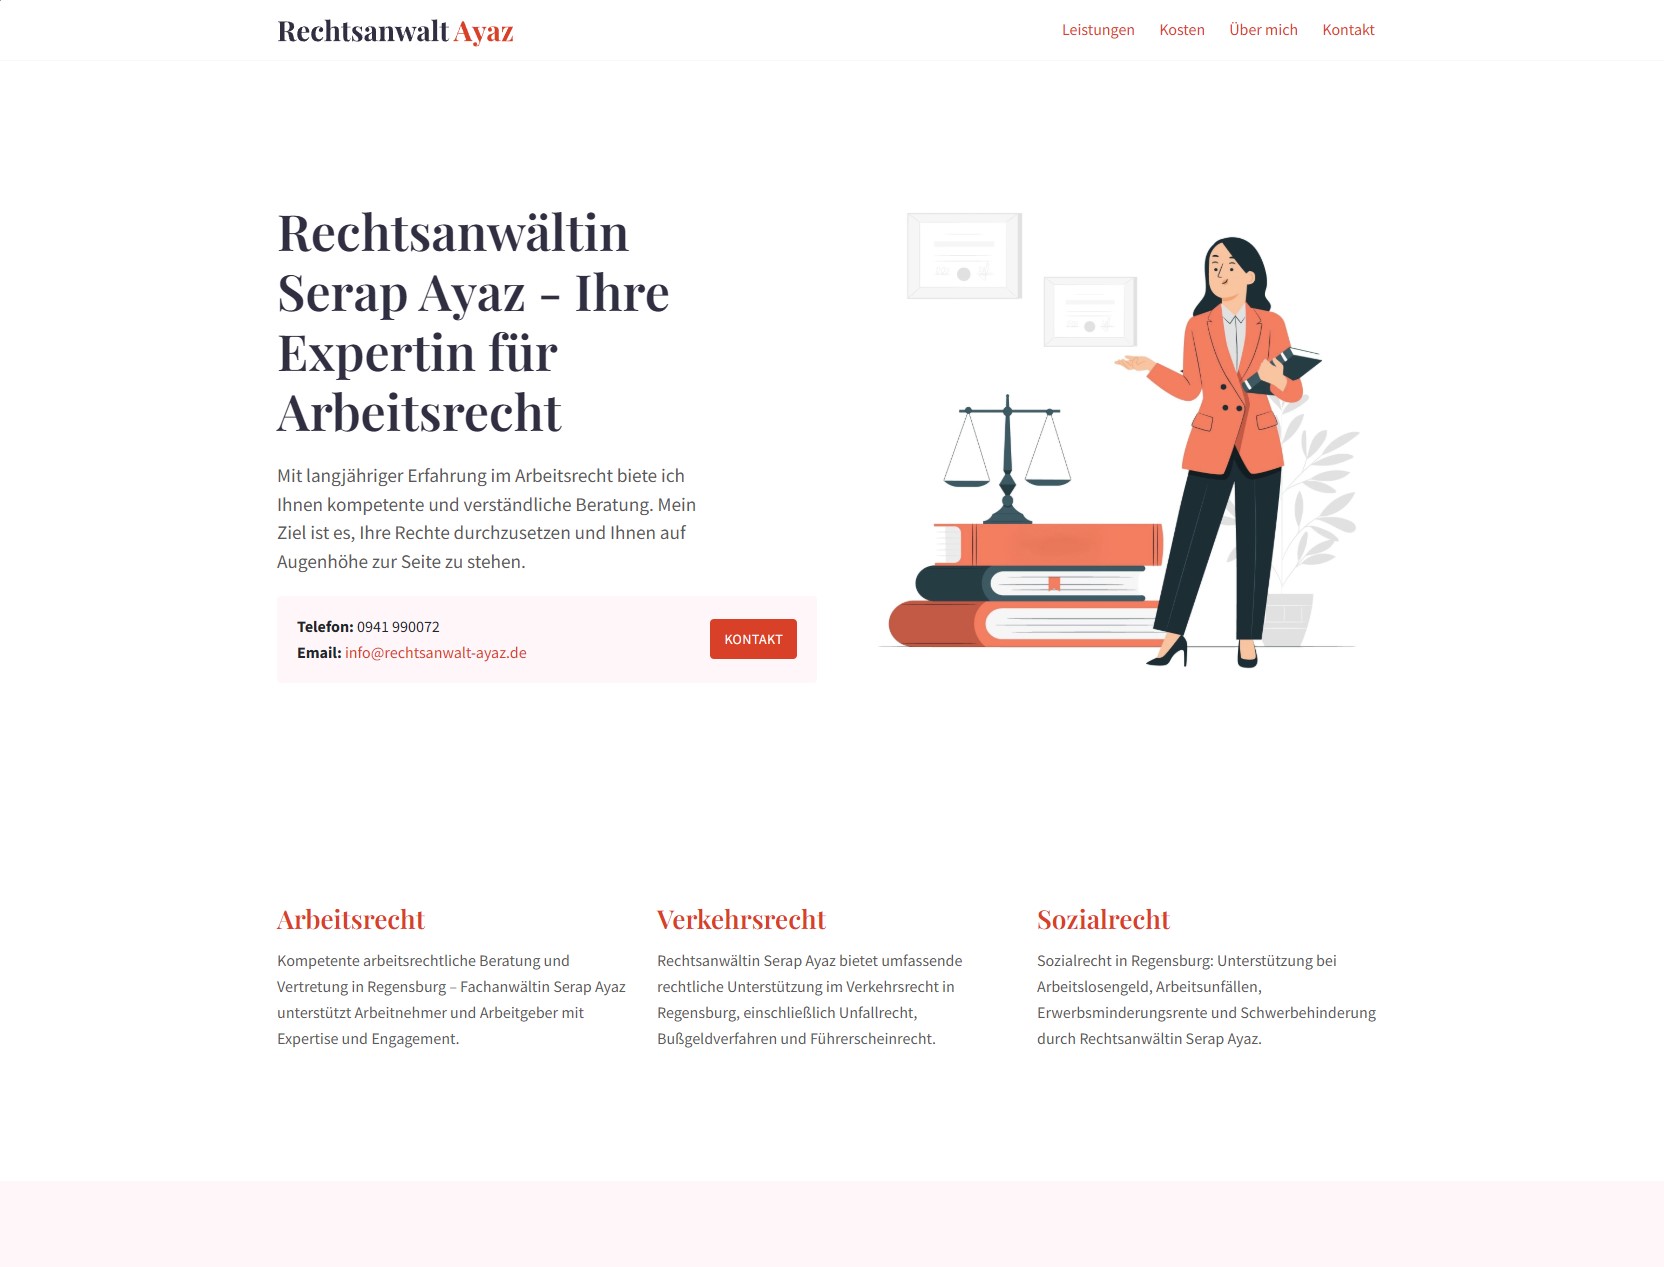 Rechtsanwalt Ayaz
Leistungen Kosten Über mich Kontakt
Rechtsanwältin
Serap Ayaz - Ihre
Expertin für
Arbeitsrecht
Mit langjähriger Erfahrung im Arbeitsrecht biete ich
Ihnen kompetente und verständliche Beratung. Mein
Ziel ist es, Ihre Rechte durchzusetzen und Ihnen auf
Augenhöhe zur Seite zu stehen.
Telefon: 0941 990072
Email: info@rechtsanwalt-ayaz.de
KONTAKT
Arbeitsrecht
Kompetente arbeitsrechtliche Beratung und
Vertretung in Regensburg – Fachanwältin Serap Ayaz
unterstützt Arbeitnehmer und Arbeitgeber mit
Expertise und Engagement.
Verkehrsrecht
Rechtsanwältin Serap Ayaz bietet umfassende
rechtliche Unterstützung im Verkehrsrecht in
Regensburg, einschließlich Unfallrecht,
Bußgeldverfahren und Führerscheinrecht.
Sozialrecht
Sozialrecht in Regensburg: Unterstützung bei
Arbeitslosengeld, Arbeitsunfällen,
Erwerbsminderungsrente und Schwerbehinderung
durch Rechtsanwältin Serap Ayaz.